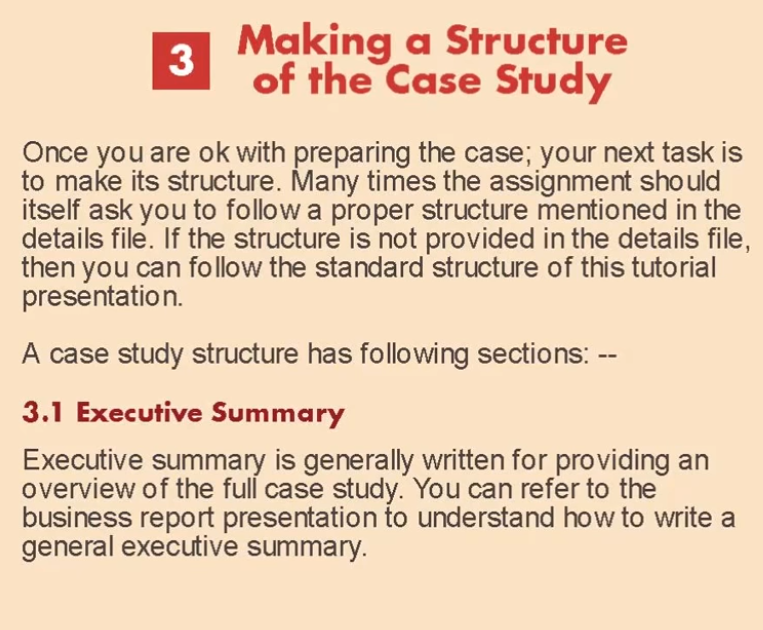 3
Making a Structure
of the Case Study
Once you are ok with preparing the case; your next task is
to make its structure. Many times the assignment should
itself ask you to follow a proper structure mentioned in the
details file. If the structure is not provided in the details file,
then you can follow the standard structure of this tutorial
presentation.
A case study structure has following sections: --
3.1 Executive Summary
Executive summary is generally written for providing an
overview of the full case study. You can refer to the
business report presentation to understand how to write a
general executive summary.